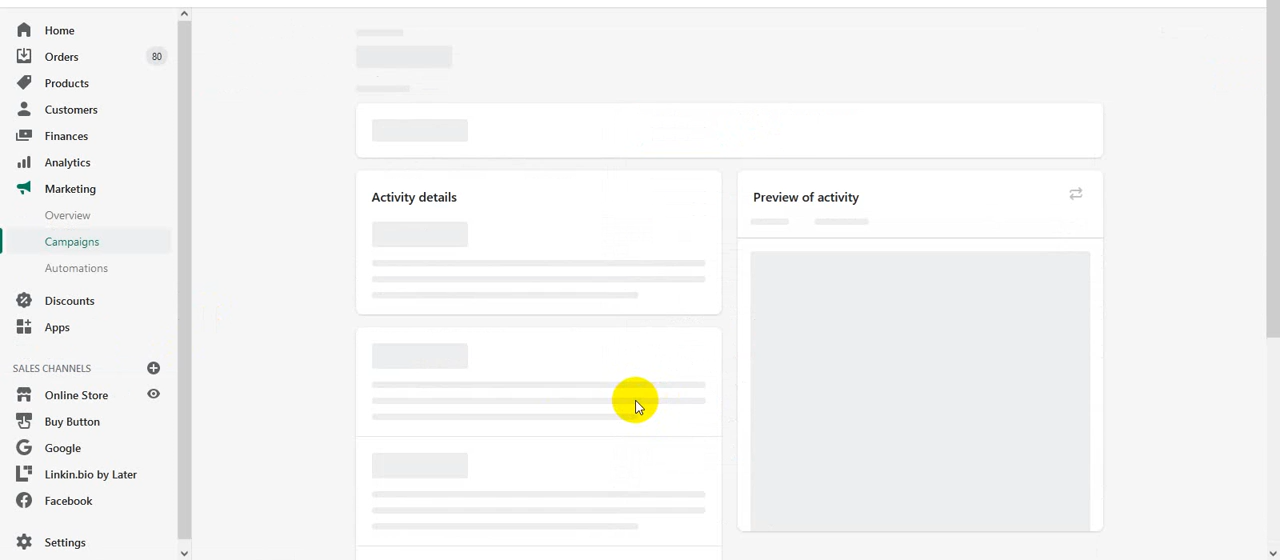 Home
Orders 80
Products
Customers
Finances
Analytics
Marketing
Overview
Campaigns
Automations
Discounts
Apps
SALES CHANNELS
Online Store
Buy Button
Google
Linkin.bio by Later
Facebook
Settings
Activity details
Preview of activity